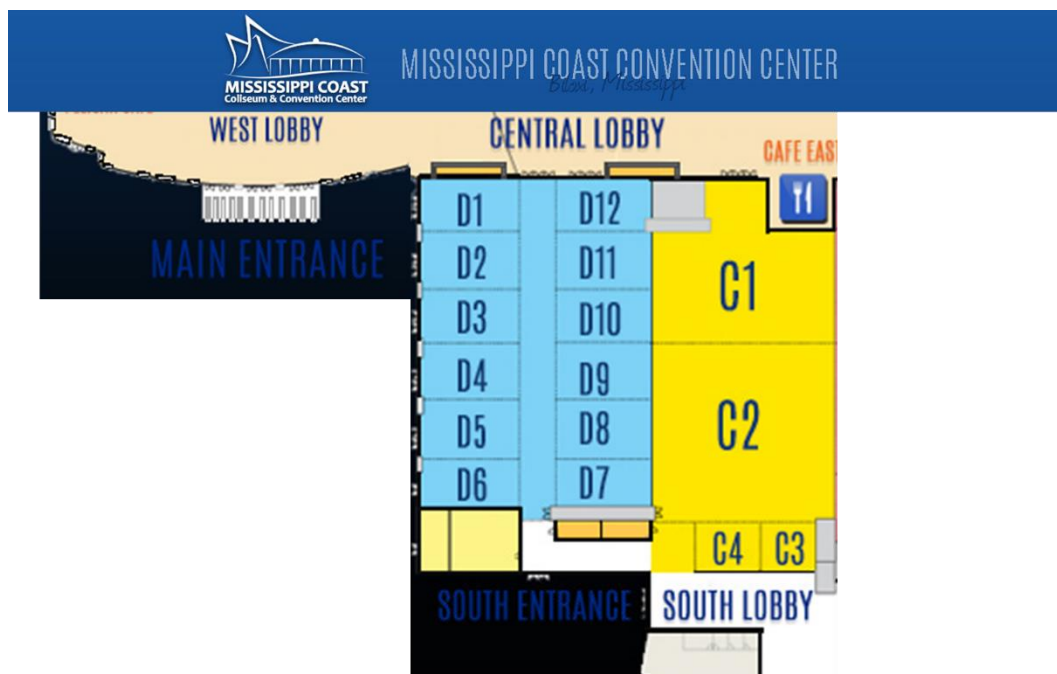 MISSISSIPPI COAST
Coliseum & Convention Center
MISSISSIPPI COAST CONVENTION CENTER
Biloxi, Mississippi
WEST LOBBY
CENTRAL LOBBY
CAFE EAS
MAIN ENTRANCE
D1 D12
D2 D11
C1
D3 D10
D4 D9
C2
D5 D8
D6 D7
C4 C3
SOUTH ENTRANCE
SOUTH LOBBY